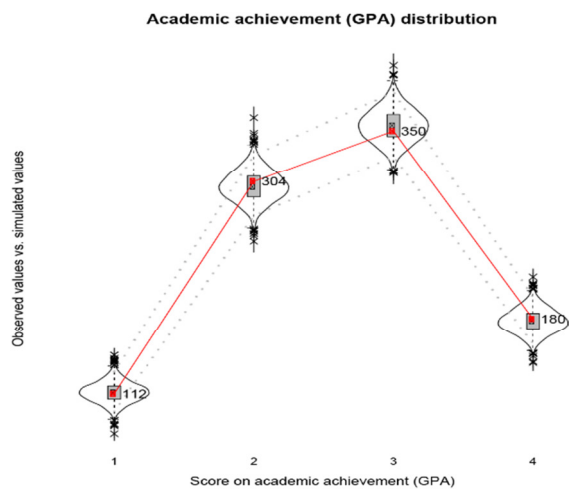 Academic achievement (GPA) distribution
Observed values vs. simulated values
350
304
180
112
1 2 3 4
Score on academic achievement (GPA)